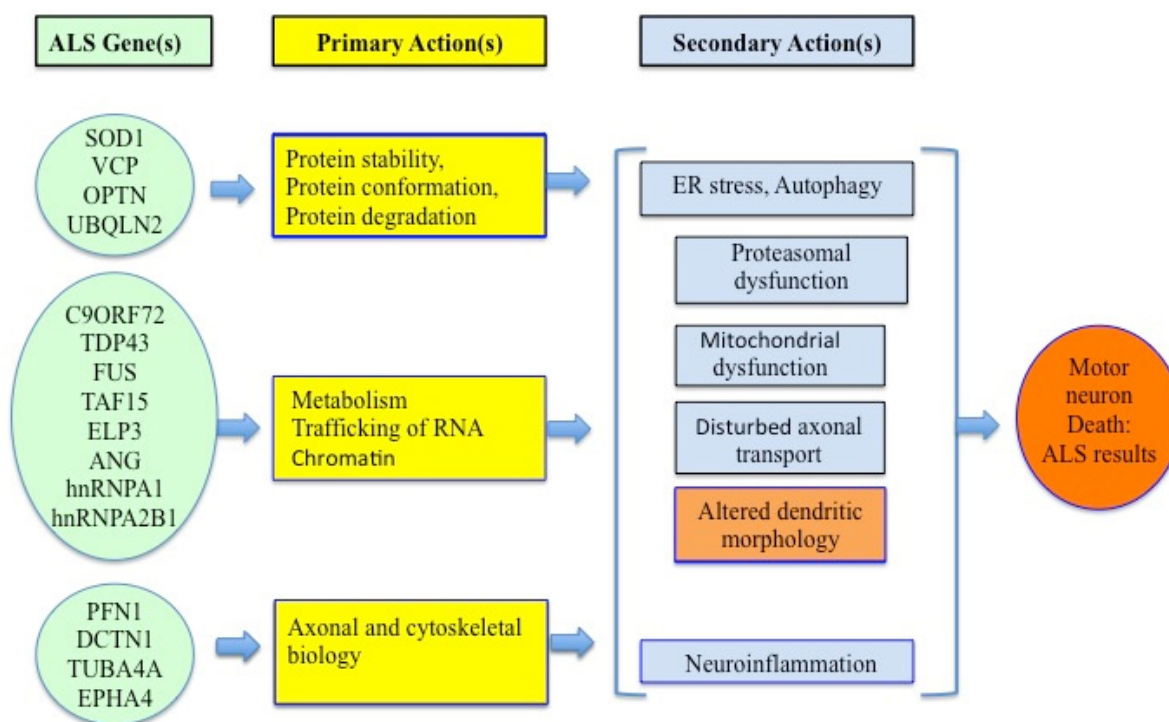 ALS Gene(s)
Primary Action(s)
Secondary Action(s)
SOD1
VCP
OPTN
UBQLN2
Protein stability,
Protein conformation,
Protein degradation
C9ORF72
TDP43
FUS
TAF15
ELP3
ANG
hnRNPA1
hnRNPA2B1
Metabolism
Trafficking of RNA
Chromatin
PFN1
DCTN1
TUBA4A
EPHA4
Axonal and cytoskeletal
biology
ER stress, Autophagy
Proteasomal
dysfunction
Mitochondrial
dysfunction
Disturbed axonal
transport
Altered dendritic
morphology
Neuroinflammation
Motor
neuron
Death:
ALS results